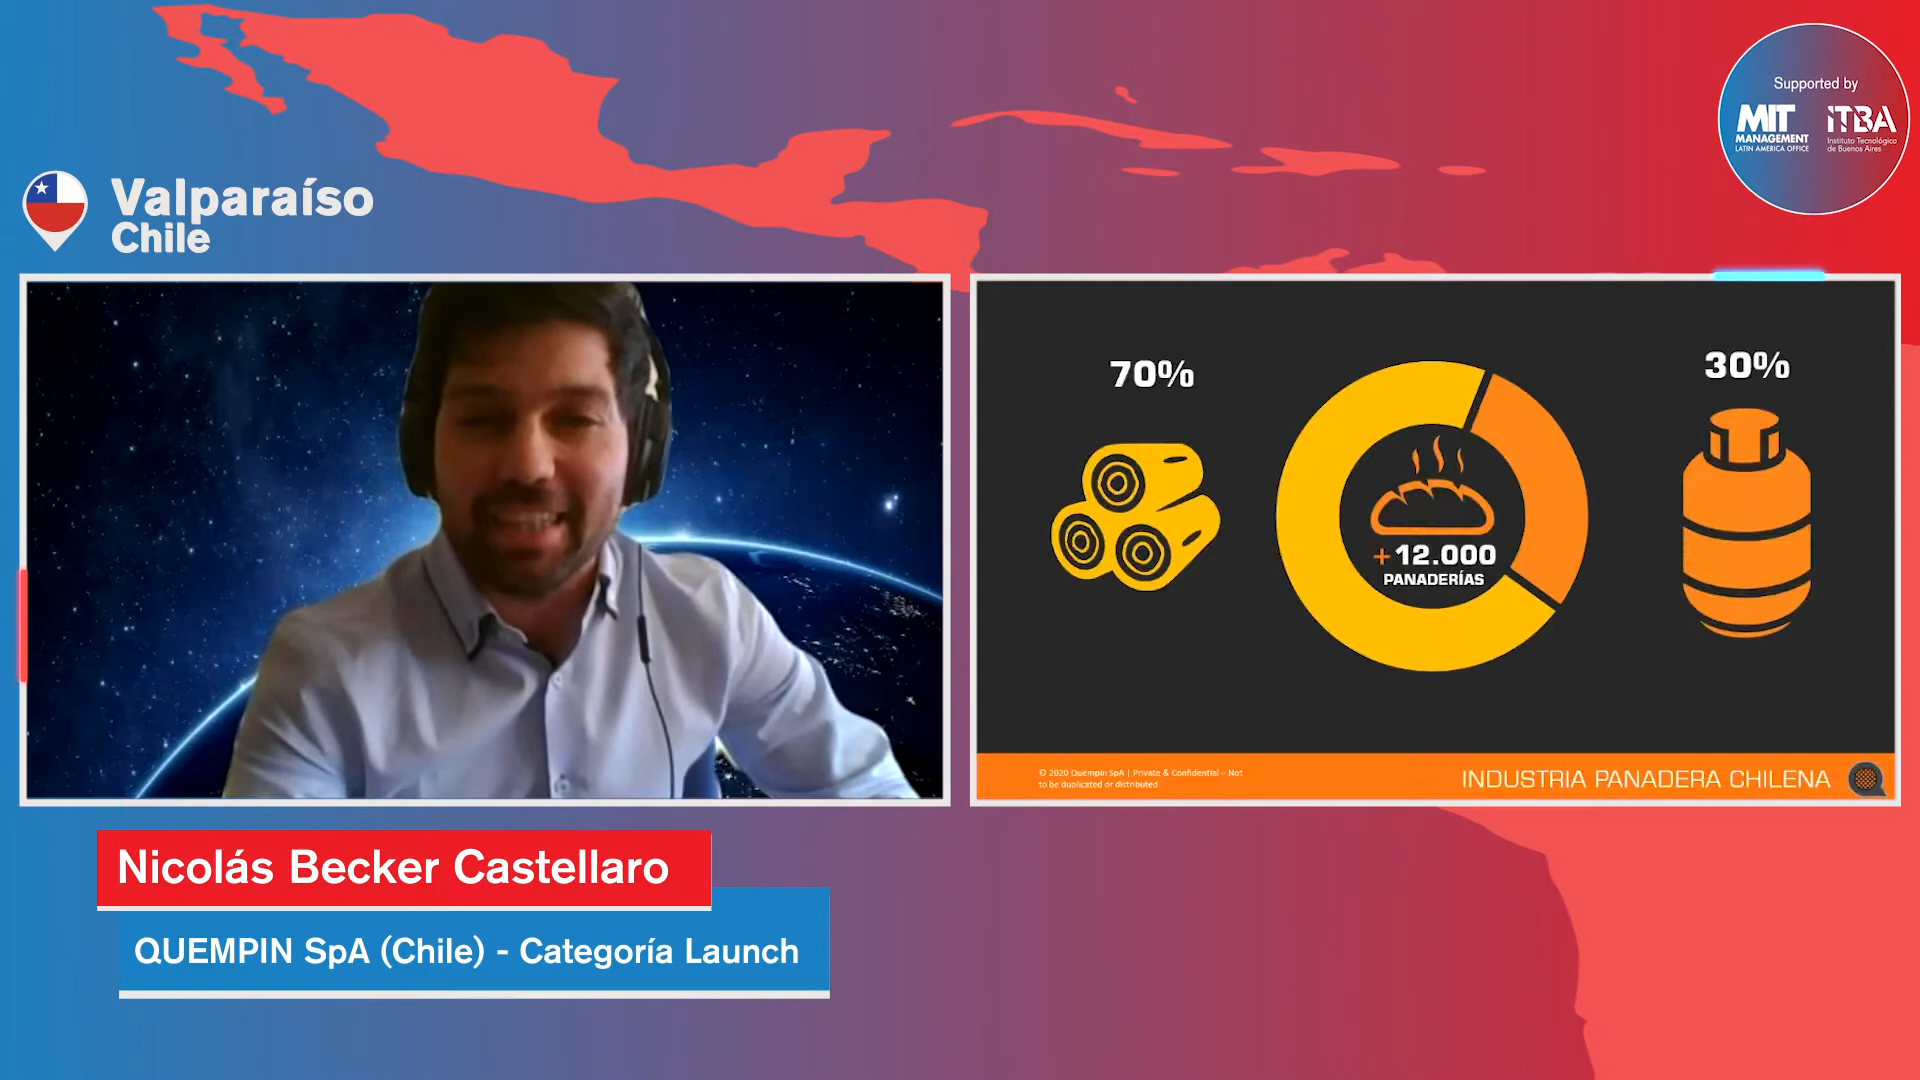 Supported by
MIT
MANAGEMENT
LATIN AMERICA OFFICE
ITBA
Instituto Tecnológico
de Buenos Aires
Valparaíso
Chile
70%
30%
+12.000
PANADERÍAS
© 2020 Quempin SpA | Private & Confidential – Not
to be duplicated or distributed
INDUSTRIA PANADERA CHILENA
Nicolás Becker Castellaro
QUEMPIN SpA (Chile) - Categoría Launch